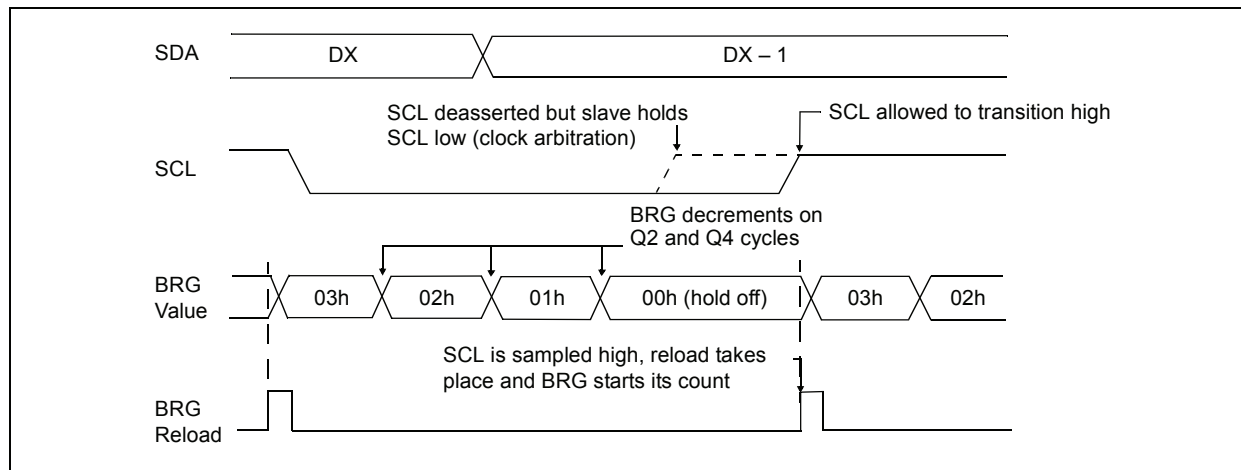 SDA
DX
DX – 1
SCL deasserted but slave holds
SCL low (clock arbitration)
SCL allowed to transition high
SCL
BRG decrements on
Q2 and Q4 cycles
BRG
Value
03h
02h
01h
00h (hold off)
03h
02h
SCL is sampled high, reload takes
place and BRG starts its count
BRG
Reload